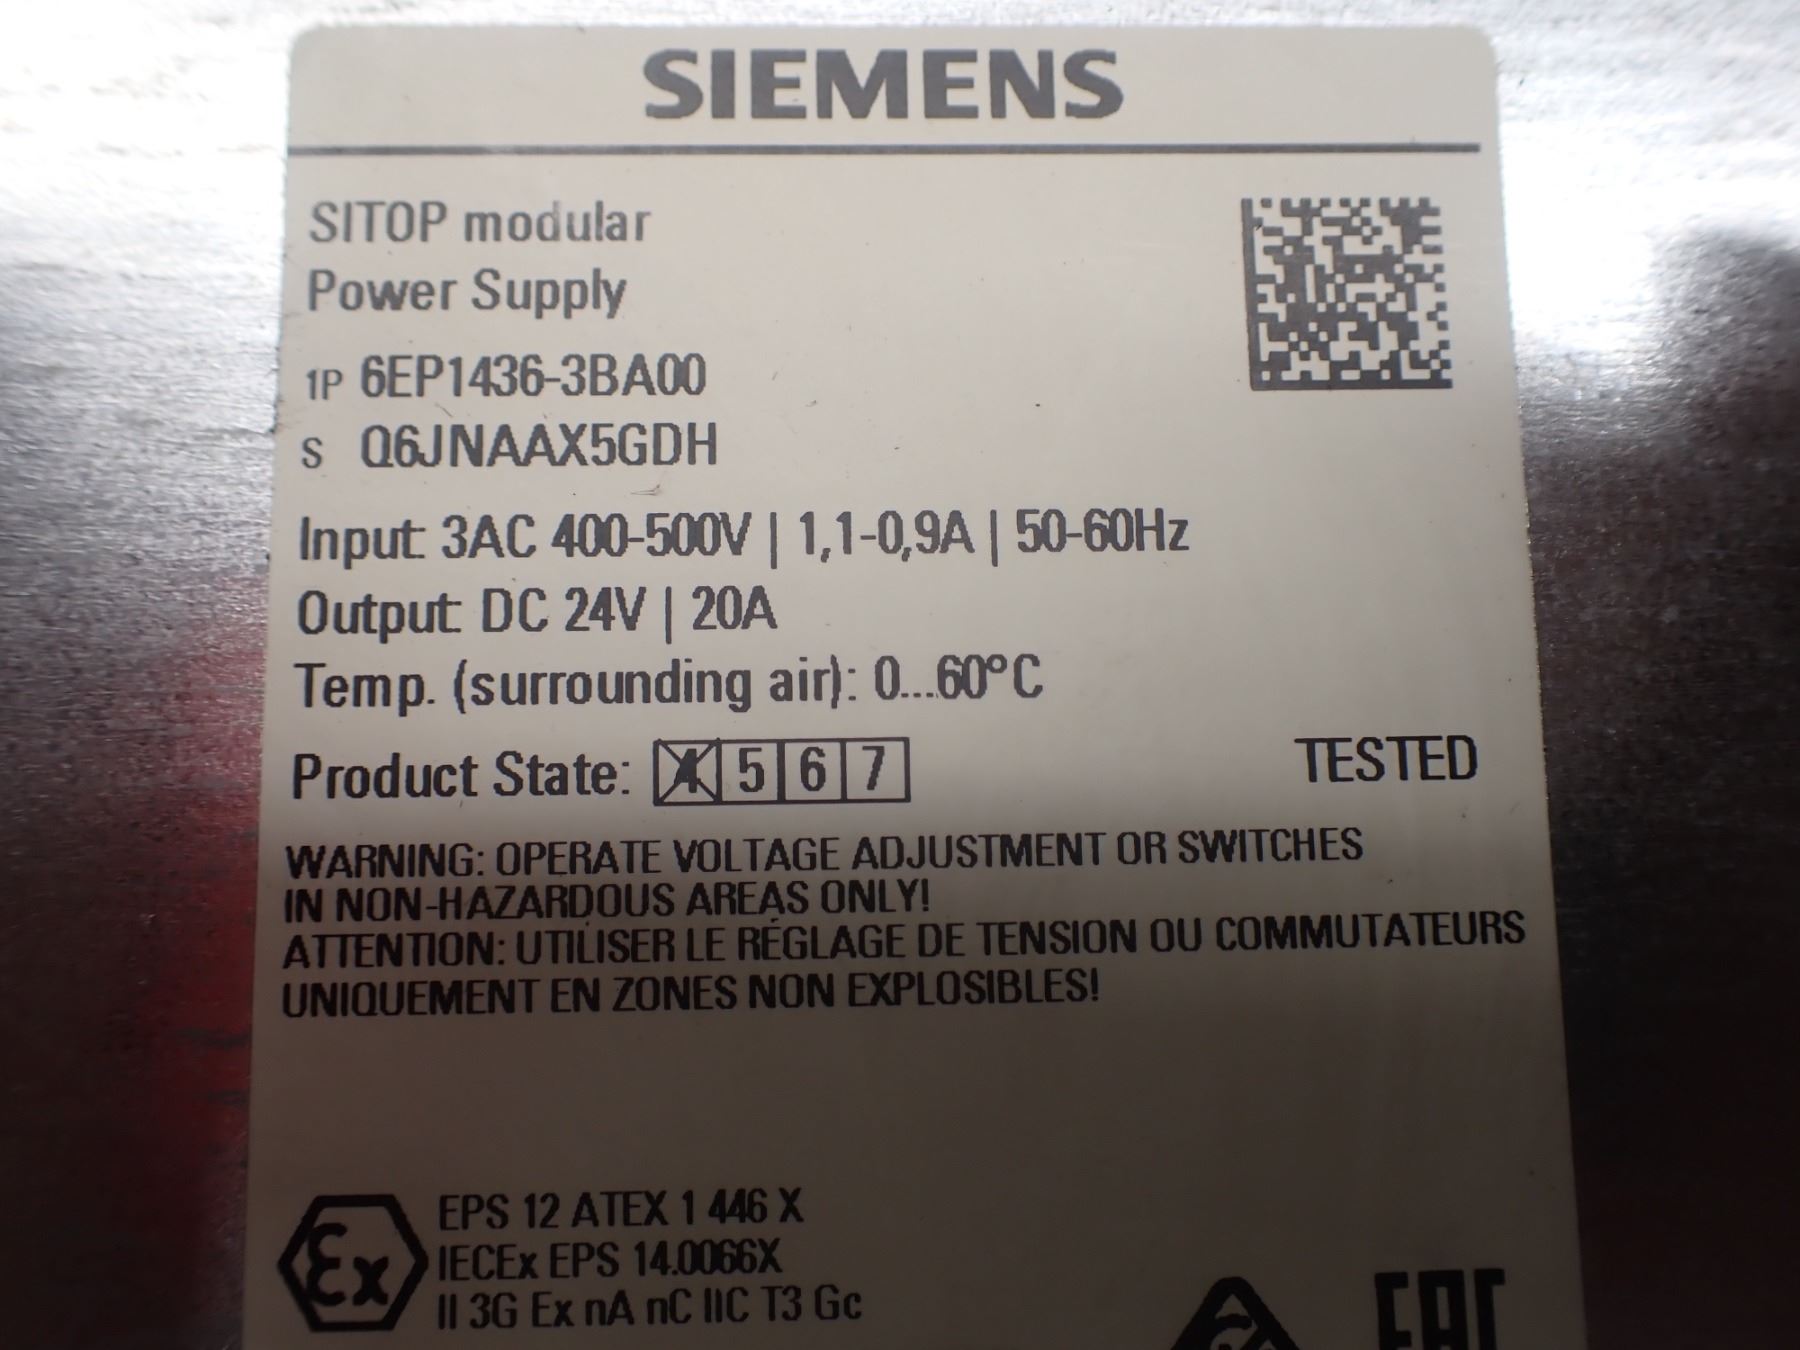 SIEMENS
SITOP modular
Power Supply
1P 6EP1436-3BA00
S Q6JNAAX5GDH
Input: 3AC 400-500V | 1,1-0,9A | 50-60Hz
Output: DC 24V | 20A
Temp. (surrounding air): 0...60°C
Product State: 4 5 6 7
TESTED
WARNING: OPERATE VOLTAGE ADJUSTMENT OR SWITCHES
IN NON-HAZARDOUS AREAS ONLY!
ATTENTION: UTILISER LE RÉGLAGE DE TENSION OU COMMUTATEURS
UNIQUEMENT EN ZONES NON EXPLOSIBLES!
Ex
EPS 12 ATEX 1 446 X
IECEx EPS 14.0066X
II 3G Ex nA nC IIC T3 Gc
EAC